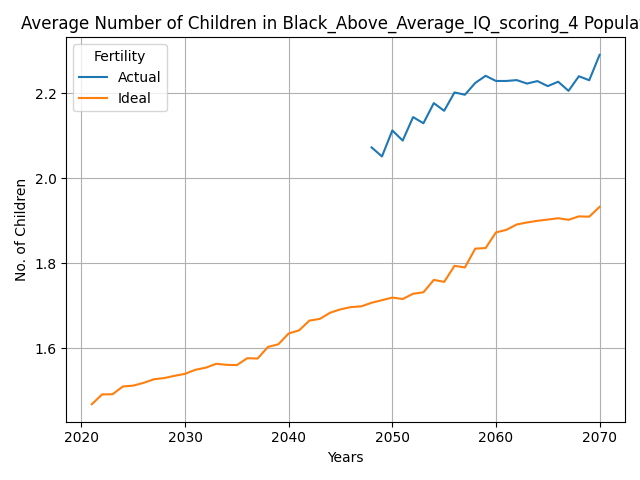 Average Number of Children in Black_Above_Average_IQ_scoring_4 Popula
Fertility
Actual
Ideal
2.2
2.0
1.8
1.6
No. of Children
2020
2030
2040
2050
2060
2070
Years